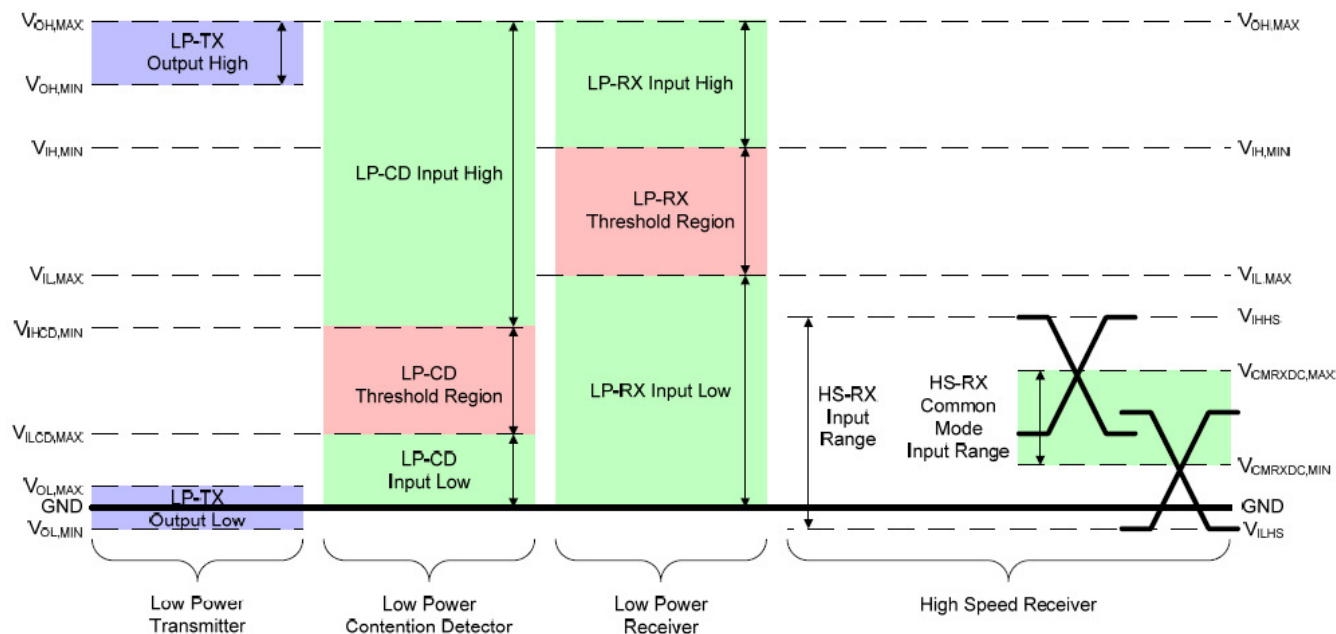 VOH,MAX
LP-TX
Output High
VOH,MIN
VIH,MIN
VIL,MAX
VIHCD,MIN
VILCD,MAX
VOL,MAX
GND
LP-TX
Output Low
VOL,MIN
LP-CD Input High
LP-CD
Threshold Region
LP-CD
Input Low
LP-RX Input High
LP-RX
Threshold Region
LP-RX Input Low
HS-RX
Input
Range
HS-RX
Common
Mode
Input Range
VOH,MAX
VIH,MINI
VIL.MAX
VIHHS
VCMRXDC,MAX
VCMRXDC,MIN
GND
VILHS
Low Power
Transmitter
Low Power
Contention Detector
Low Power
Receiver
High Speed Receiver